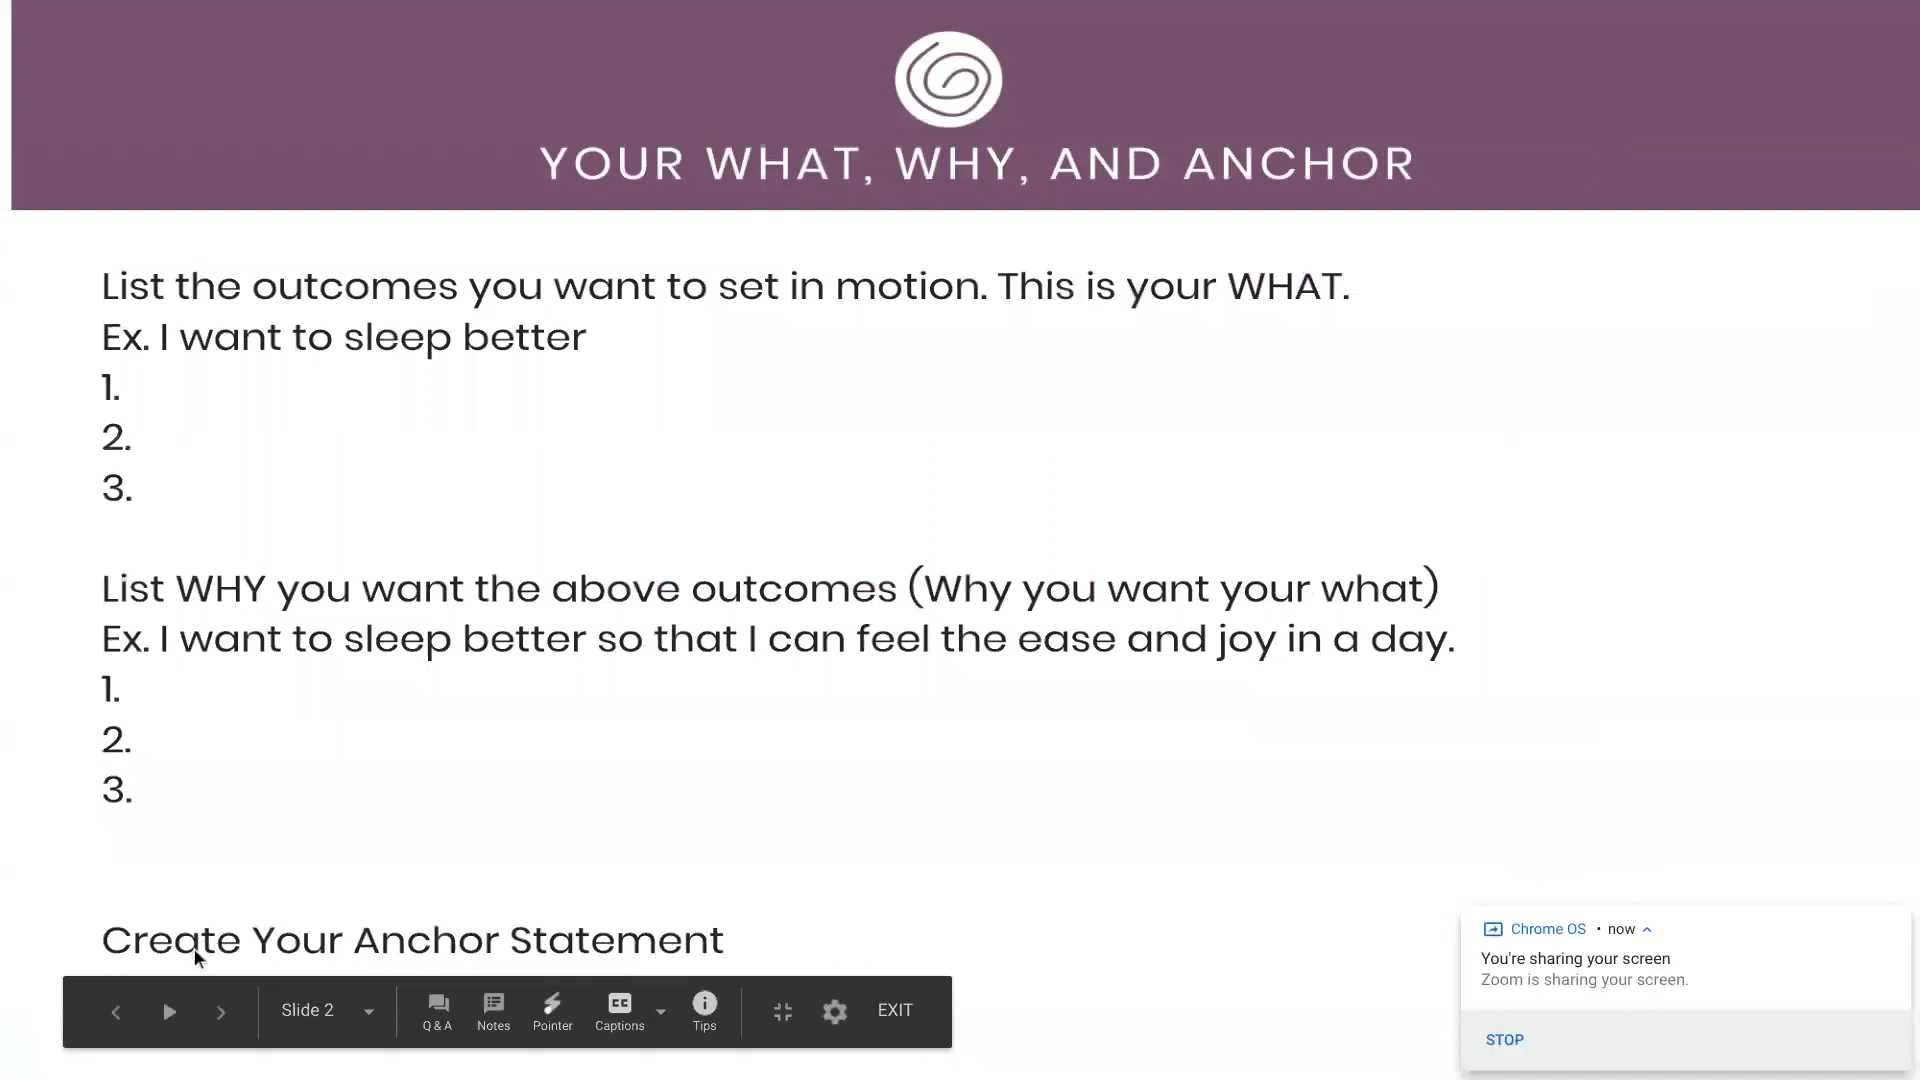 YOUR WHAT, WHY, AND ANCHOR
List the outcomes you want to set in motion. This is your WHAT.
Ex. I want to sleep better
1.
2.
3.
List WHY you want the above outcomes (Why you want your what)
Ex. I want to sleep better so that I can feel the ease and joy in a day.
1.
2.
3.
Create Your Anchor Statement
Slide 2
Q & A
Notes
Pointer
CC
Captions
Tips
EXIT
Chrome OS • now
You're sharing your screen
Zoom is sharing your screen.
STOP